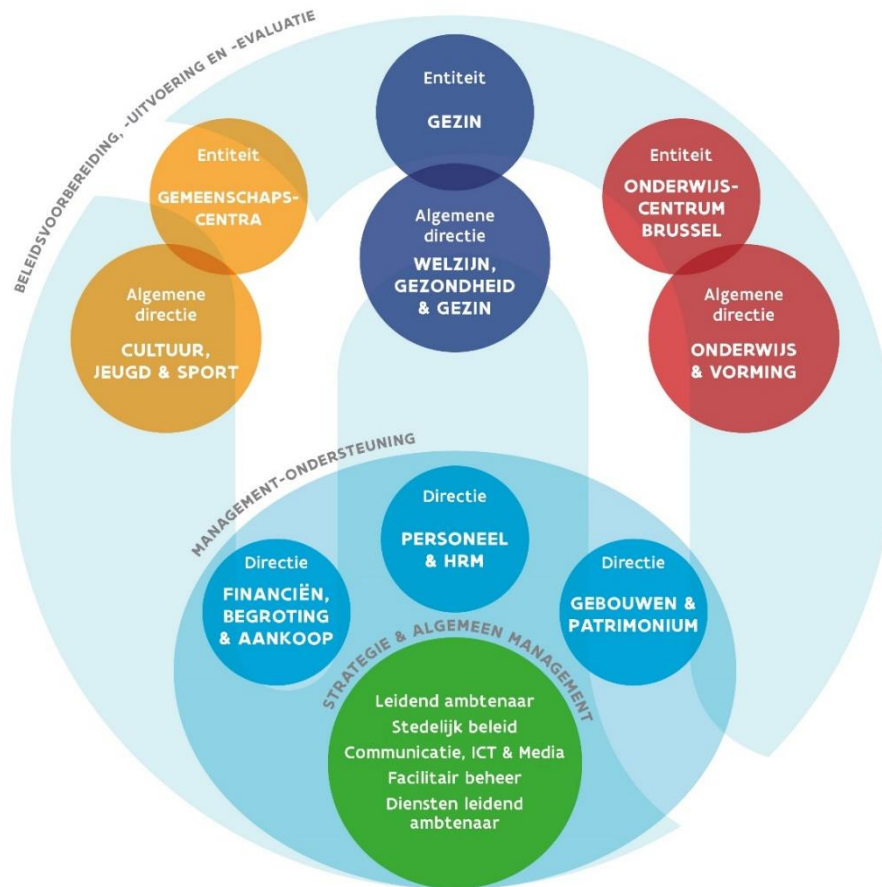 BELEIDSVOORBEREIDING, -UITVOERING EN -EVALUATIE
Entiteit
GEZIN
Entiteit
GEMEENSCHAPS-
CENTRA
Entiteit
ONDERWIJS-
CENTRUM
BRUSSEL
Algemene
directie
WELZIJN,
GEZONDHEID
& GEZIN
Algemene
directie
CULTUUR,
JEUGD & SPORT
Algemene
directie
ONDERWIJS
& VORMING
MANAGEMENT-ONDERSTEUNING
Directie
PERSONEEL
& HRM
Directie
FINANCIËN,
BEGROTING
& AANKOOP
Directie
GEBOUWEN &
PATRIMONIUM
STRATEGIE & ALGEMEEN MANAGEMENT
Leidend ambtenaar
Stedelijk beleid
Communicatie, ICT & Media
Facilitair beheer
Diensten leidend
ambtenaar